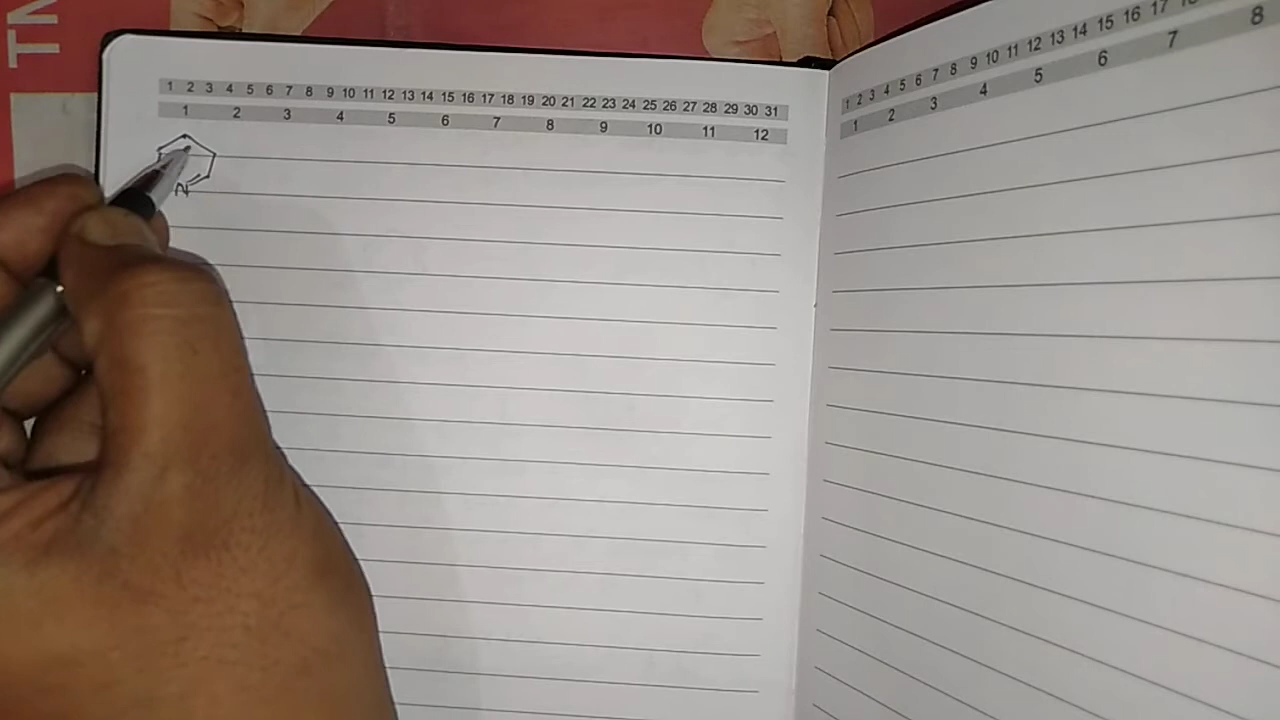 TM
1 2 3 4 5 6 7 8 9 10 11 12 13 14 15 16 17 18 19 20 21 22 23 24 25 26 27 28 29 30 31
1 2 3 4 5 6 7 8 9 10 11 12
N
1 2 3 4 5 6 7 8 9 10 11 12 13 14 15 16 17
1 2 3 4 5 6 7 8